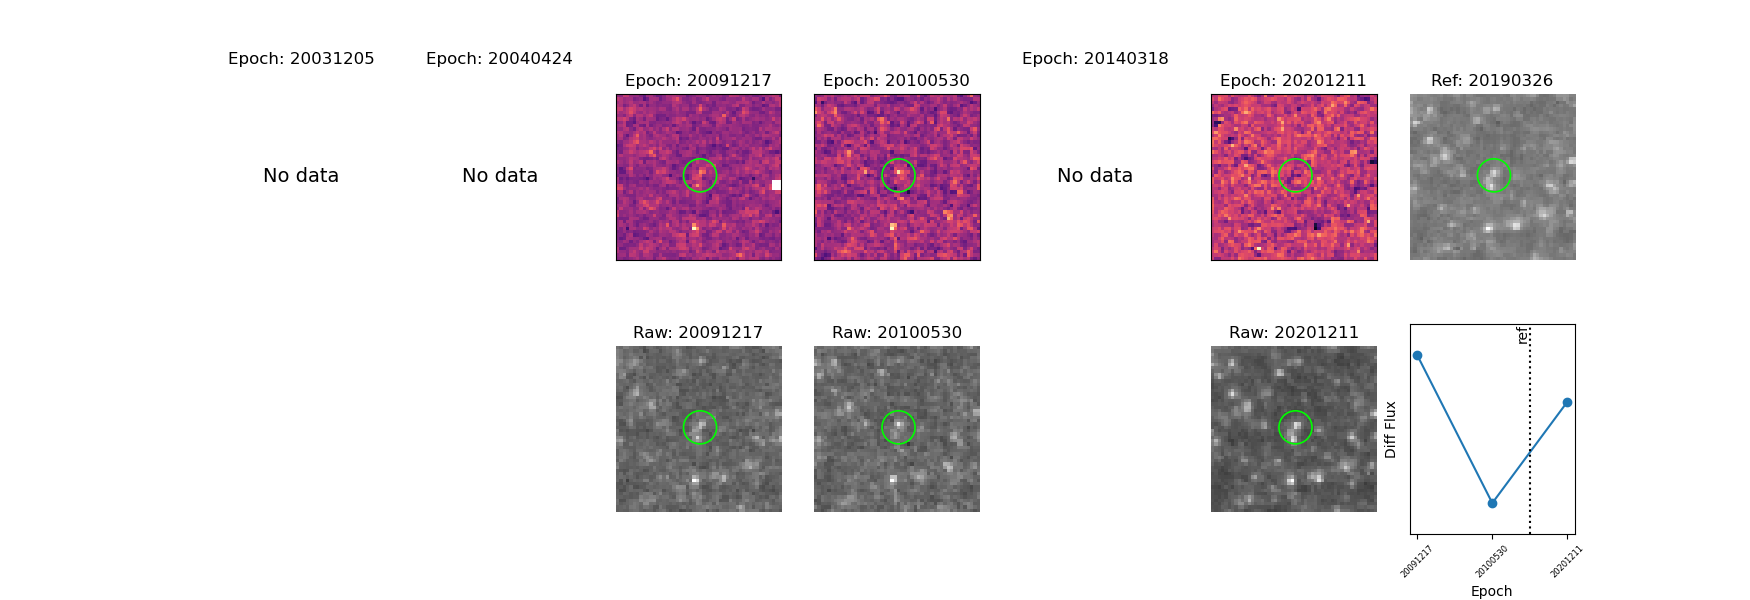 Epoch: 20031205
Epoch: 20040424
Epoch: 20091217
Epoch: 20100530
Epoch: 20140318
Epoch: 20201211
Ref: 20190326
No data
No data
No data
Raw: 20091217
Raw: 20100530
Raw: 20201211
ref
Diff Flux
20091217
20100530
20201211
Epoch